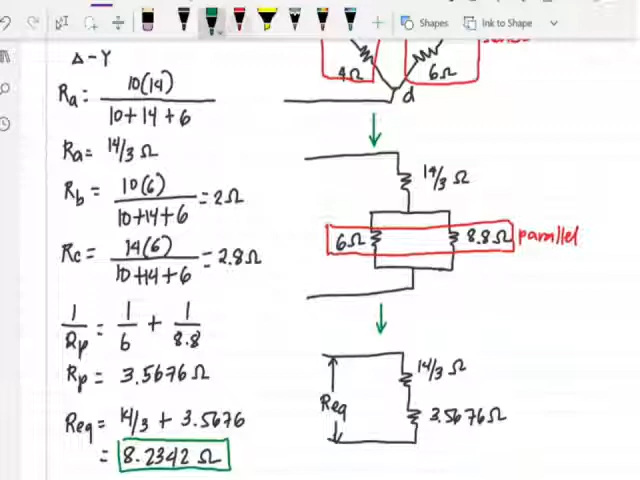 Shapes
Ink to Shape
Δ-Y
Ra = 10(14) / 10+14+6
Ra = 14/3 Ω
Rb = 10(6) / 10+14+6 = 2Ω
Rc = 14(6) / 10+14+6 = 2.8Ω
1/Rp = 1/6 + 1/8.8
Rp = 3.5676 Ω
Req = 14/3 + 3.5676
= 8.2342 Ω
4Ω
6Ω
d
14/3 Ω
6Ω
8.8Ω
parallel
14/3 Ω
Req
3.5676Ω